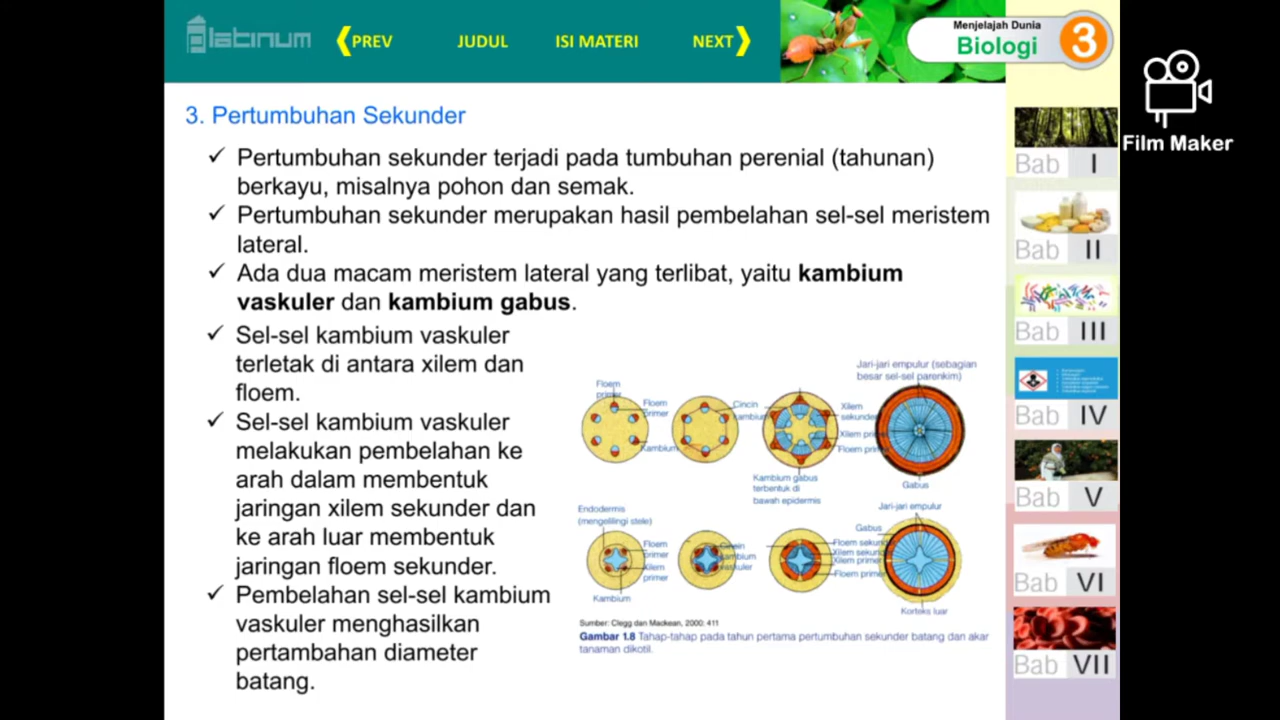 Platinum
PREV
JUDUL
ISI MATERI
NEXT
Menjelajah Dunia
Biologi
3
Film Maker
3. Pertumbuhan Sekunder
✓ Pertumbuhan sekunder terjadi pada tumbuhan perenial (tahunan)
berkayu, misalnya pohon dan semak.
✓ Pertumbuhan sekunder merupakan hasil pembelahan sel-sel meristem
lateral.
✓ Ada dua macam meristem lateral yang terlibat, yaitu kambium
vaskuler dan kambium gabus.
✓ Sel-sel kambium vaskuler
terletak di antara xilem dan
floem.
✓ Sel-sel kambium vaskuler
melakukan pembelahan ke
arah dalam membentuk
jaringan xilem sekunder dan
ke arah luar membentuk
jaringan floem sekunder.
✓ Pembelahan sel-sel kambium
vaskuler menghasilkan
pertambahan diameter
batang.
Jari-jari empulur (sebagian
besar sel-sel parenkim)
Floem
primer
Floem
primer
Kambium
Cincin
kambium
Xilem
sekunder
Xilem prim
Floem prim
Kambium gabus
terbentuk di
bawah epidermis
Gabus
Endodermis
(mengelilingi stele)
Floem
primer
Xilem
primer
Kambium
Cincin
kambium
vaskuler
Jari-jari empulur
Gabus
Floem sekund
Xilem sekund
Xilem primer
Floem primer
Korteks luar
Sumber: Clegg dan Mackean, 2000: 411
Gambar 1.8 Tahap-tahap pada tahun pertama pertumbuhan sekunder batang dan akar
tanaman dikotil.
Bab I
Bab II
Bab III
Bab IV
Bab V
Bab VI
Bab VII